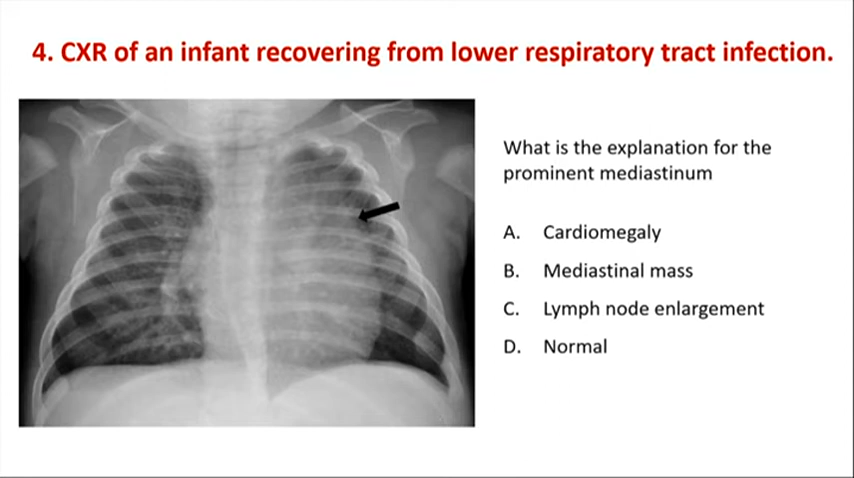 4. CXR of an infant recovering from lower respiratory tract infection.
What is the explanation for the
prominent mediastinum
A. Cardiomegaly
B. Mediastinal mass
C. Lymph node enlargement
D. Normal